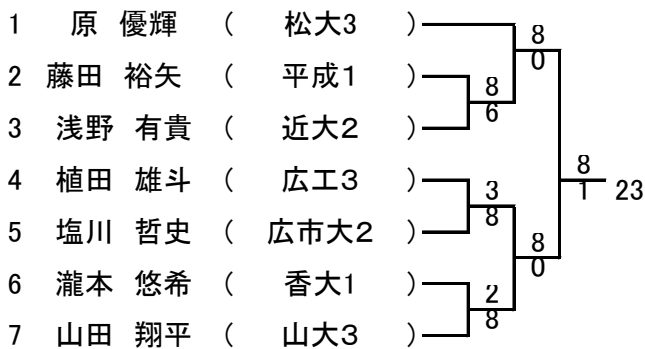 1 原 優輝 ( 松大3 )
8
0
2 藤田 裕矢 ( 平成1 )
8
6
3 浅野 有貴 ( 近大2 )
8
1 23
4 植田 雄斗 ( 広工3 )
3
8
5 塩川 哲史 ( 広市大2 )
8
0
6 瀧本 悠希 ( 香大1 )
2
8
7 山田 翔平 ( 山大3 )